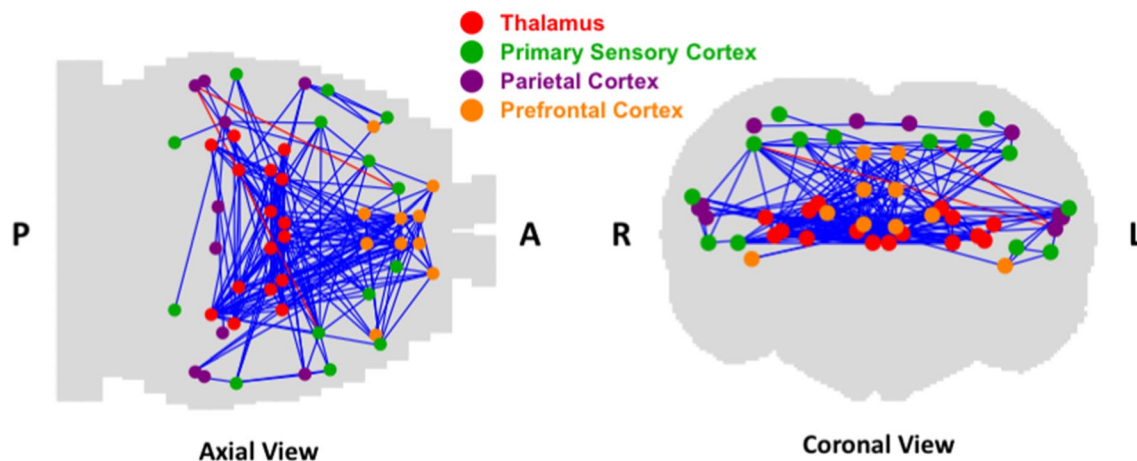 Thalamus
Primary Sensory Cortex
Parietal Cortex
Prefrontal Cortex
P
A
R
L
Axial View
Coronal View